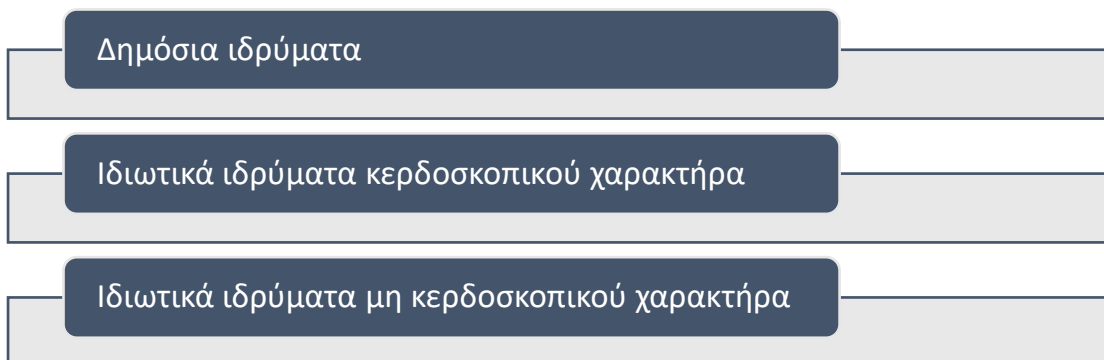 Δημόσια ιδρύματα
Ιδιωτικά ιδρύματα κερδοσκοπικού χαρακτήρα
Ιδιωτικά ιδρύματα μη κερδοσκοπικού χαρακτήρα